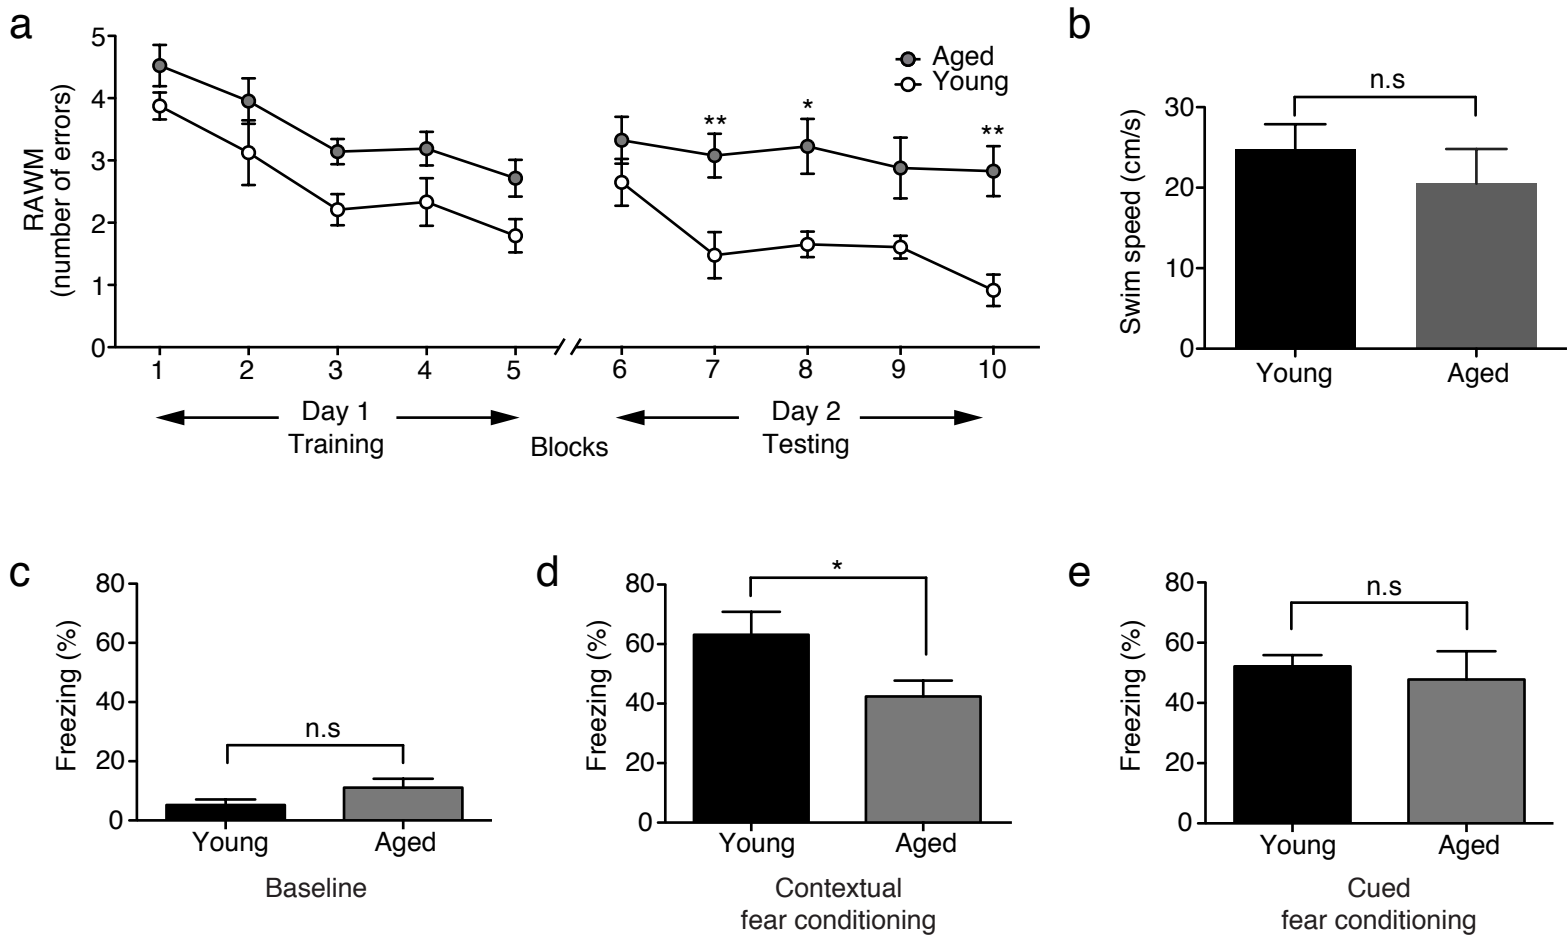 a
RAWM
(number of errors)
5
4
3
2
1
0
Aged
Young
**
*
**
1 2 3 4 5 6 7 8 9 10
Day 1
Training
Blocks
Day 2
Testing
b
Swim speed (cm/s)
30
20
10
0
n.s
Young Aged
c
Freezing (%)
80
60
40
20
0
n.s
Young Aged
Baseline
d
Freezing (%)
80
60
40
20
0
*
Young Aged
Contextual
fear conditioning
e
Freezing (%)
80
60
40
20
0
n.s
Young Aged
Cued
fear conditioning